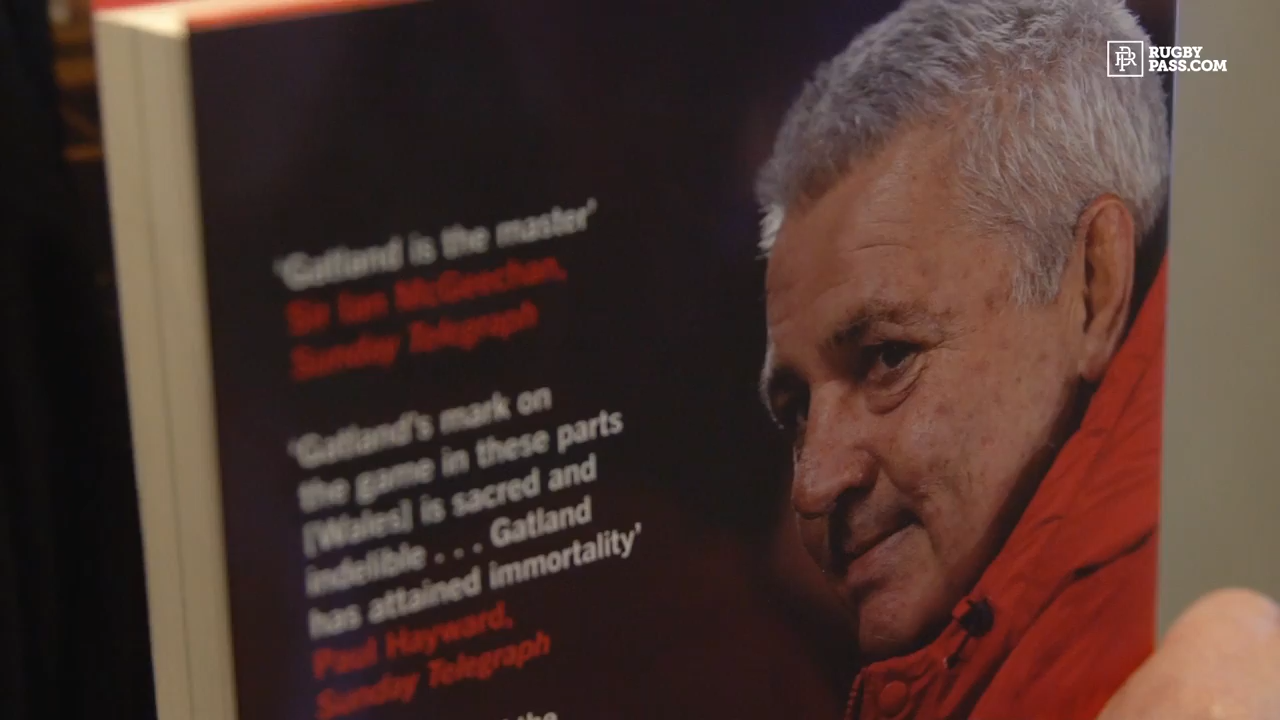 RUGBY
PASS.COM
'Gatland is the master'
Sir Ian McGeechan,
Sunday Telegraph
'Gatland's mark on
the game in these parts
[Wales] is sacred and
indelible . . . Gatland
has attained immortality'
Paul Hayward,
Sunday Telegraph
the